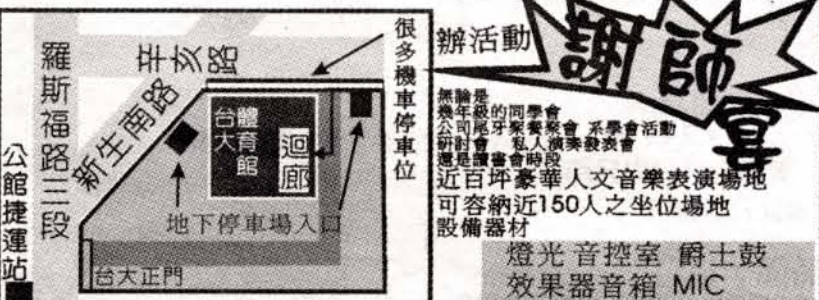 羅斯福路三段
辛亥路
新生南路
公館捷運站
台大體育館
迴廊
地下停車場入口
台大正門
很多機車停車位
辦活動
謝師宴
無論是
幾年級的同學會
公司尾牙聚餐聚會 系學會活動
研討會 私人演奏發表會
還是讀書會時段
近百坪豪華人文音樂表演場地
可容納近150人之坐位場地
設備器材
燈光 音控室 爵士鼓
效果器音箱 MIC